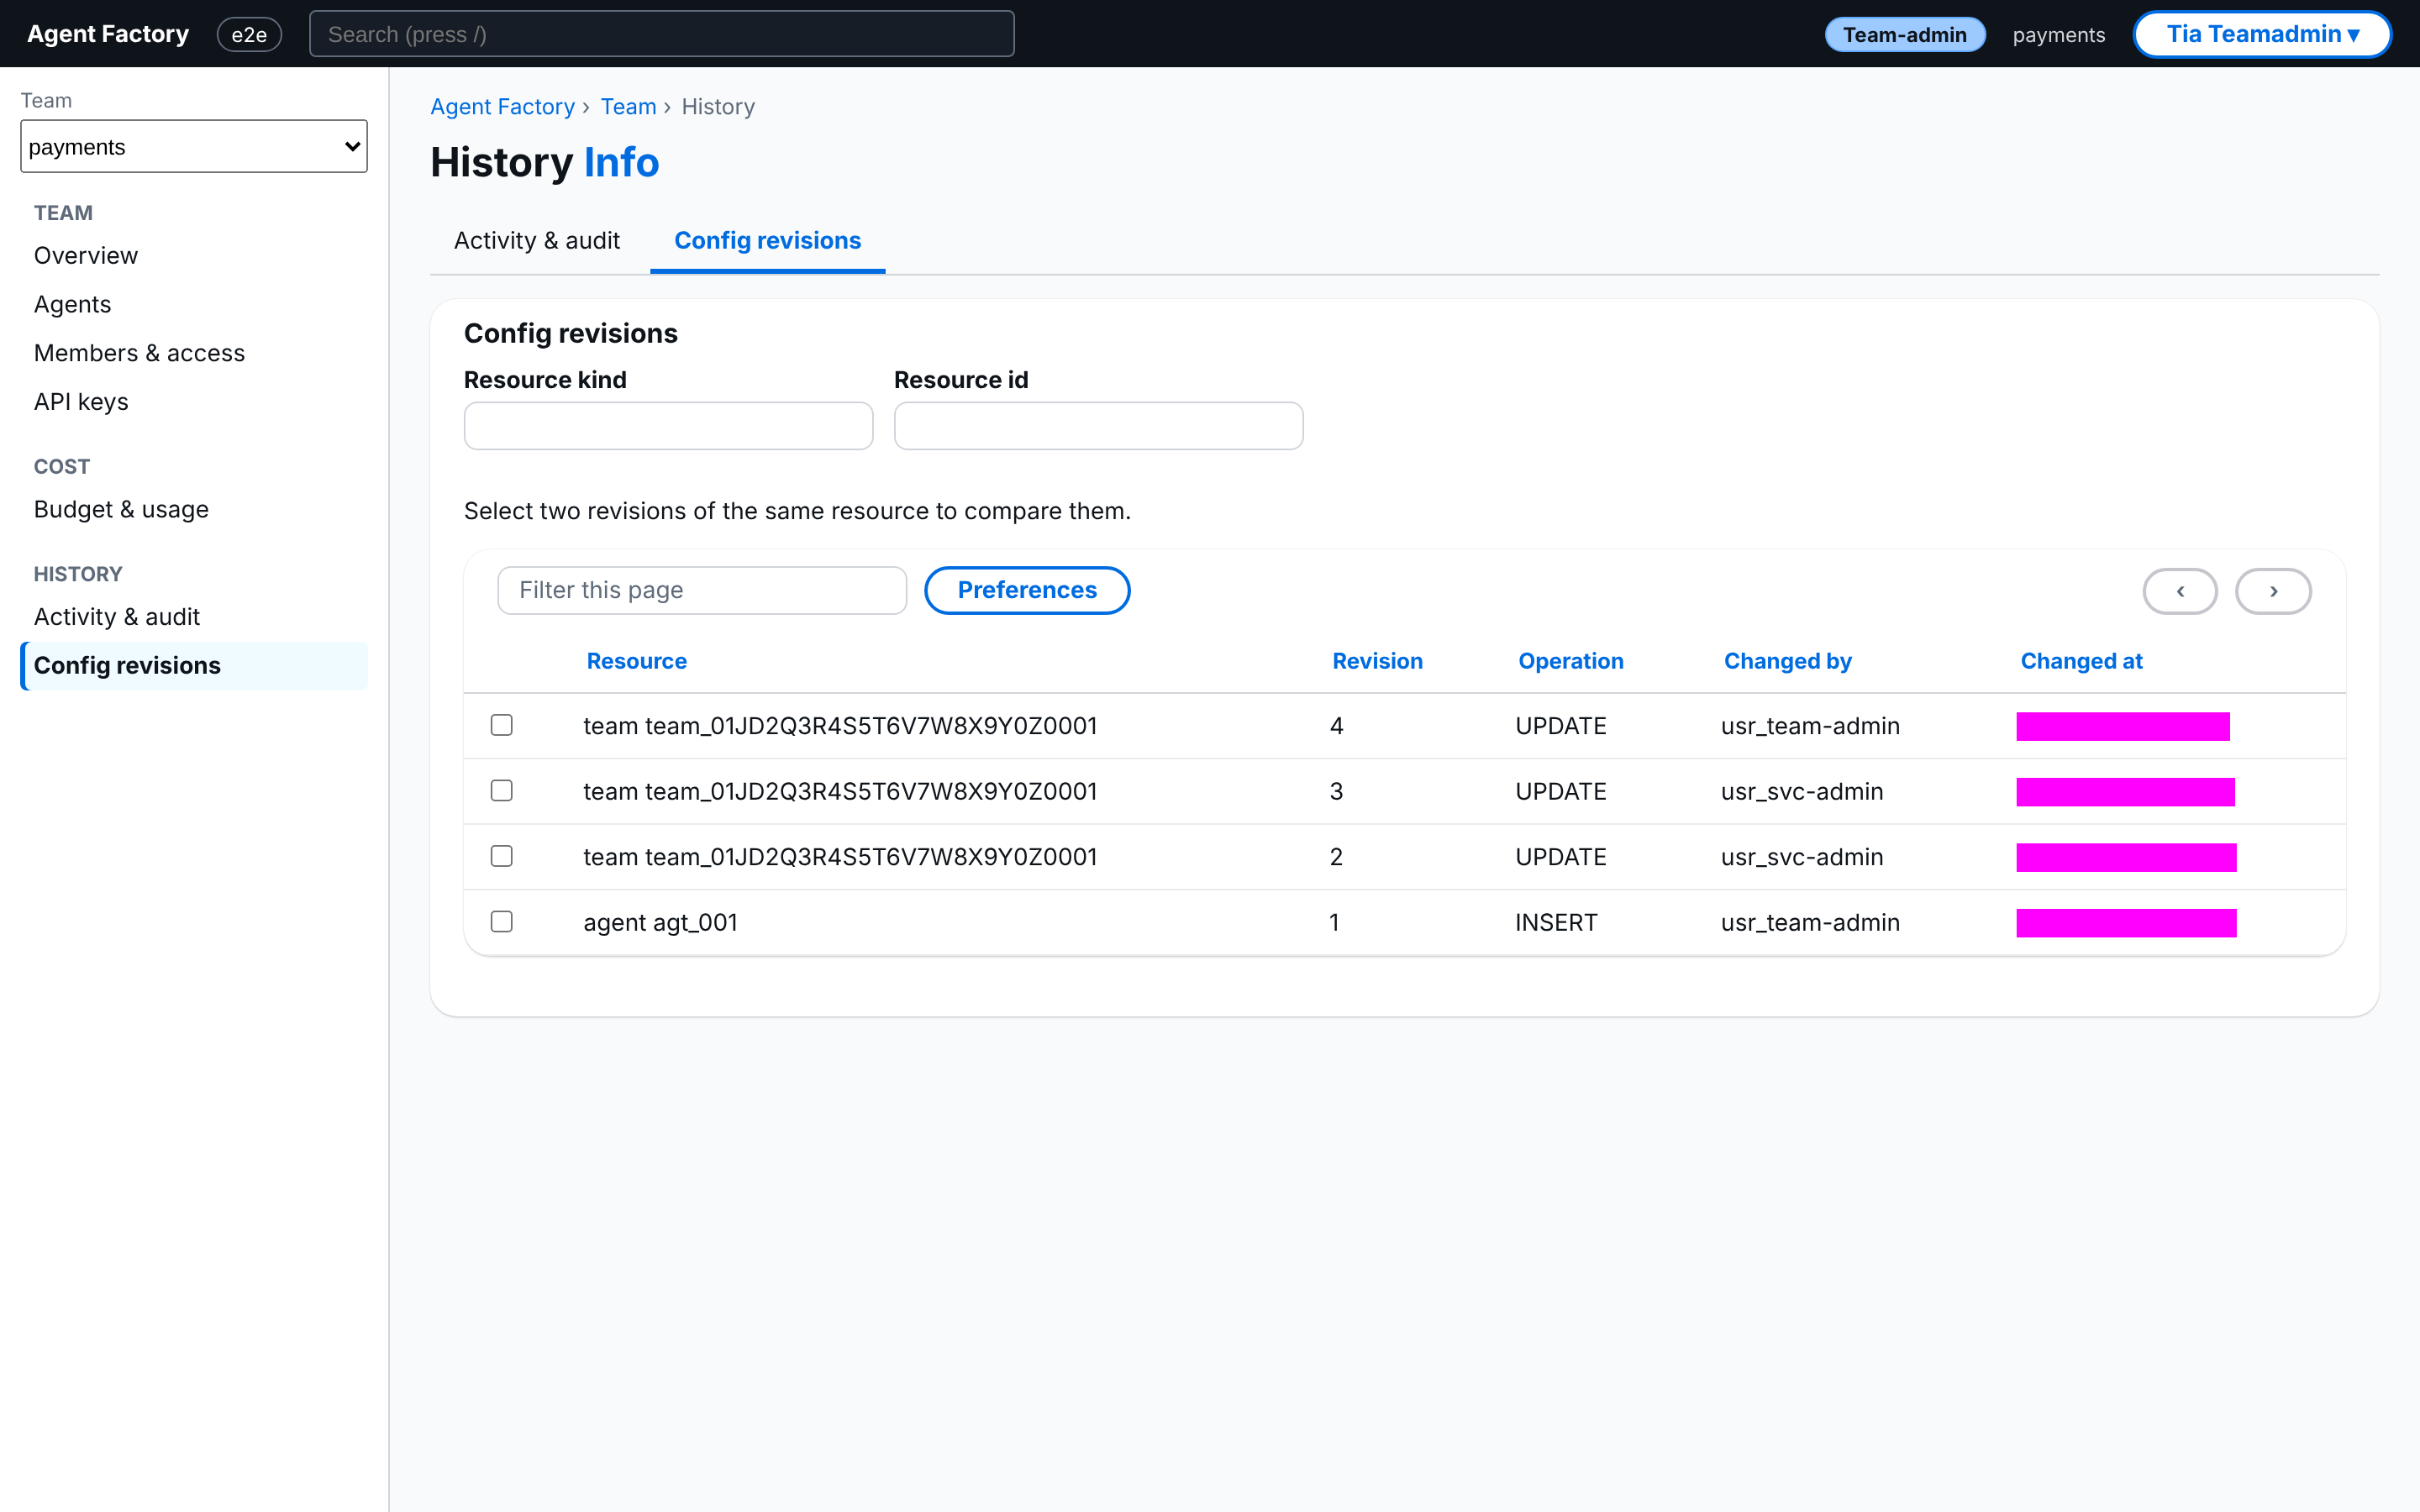 Agent Factory e2e Search (press /) Team-admin payments Tia Teamadmin ▾
Team
payments
TEAM
Overview
Agents
Members & access
API keys
COST
Budget & usage
HISTORY
Activity & audit
Config revisions
Agent Factory › Team › History
History Info
Activity & audit Config revisions
Config revisions
Resource kind Resource id
Select two revisions of the same resource to compare them.
Filter this page Preferences ‹ ›
Resource Revision Operation Changed by Changed at
team team_01JD2Q3R4S5T6V7W8X9Y0Z0001 4 UPDATE usr_team-admin
team team_01JD2Q3R4S5T6V7W8X9Y0Z0001 3 UPDATE usr_svc-admin
team team_01JD2Q3R4S5T6V7W8X9Y0Z0001 2 UPDATE usr_svc-admin
agent agt_001 1 INSERT usr_team-admin